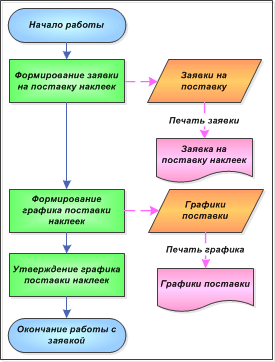 Начало работы
Формирование заявки
на поставку наклеек
Заявки на
поставку
Печать заявки
Заявка на
поставку наклеек
Формирование
графика поставки
наклеек
Графики
поставки
Печать графика
Утверждение графика
поставки наклеек
Графики поставки
Окончание работы с
заявкой